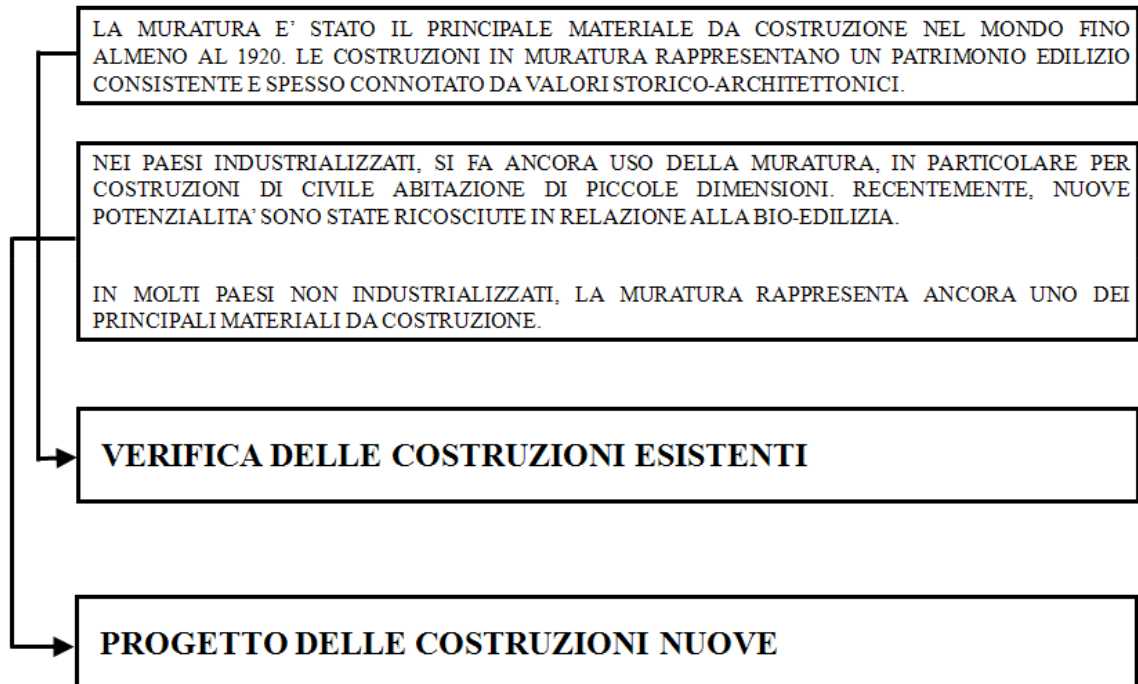 LA MURATURA E’ STATO IL PRINCIPALE MATERIALE DA COSTRUZIONE NEL MONDO FINO
ALMENO AL 1920. LE COSTRUZIONI IN MURATURA RAPPRESENTANO UN PATRIMONIO EDILIZIO
CONSISTENTE E SPESSO CONNOTATO DA VALORI STORICO-ARCHITETTONICI.
NEI PAESI INDUSTRIALIZZATI, SI FA ANCORA USO DELLA MURATURA, IN PARTICOLARE PER
COSTRUZIONI DI CIVILE ABITAZIONE DI PICCOLE DIMENSIONI. RECENTEMENTE, NUOVE
POTENZIALITA’ SONO STATE RICOSCIUTE IN RELAZIONE ALLA BIO-EDILIZIA.
IN MOLTI PAESI NON INDUSTRIALIZZATI, LA MURATURA RAPPRESENTA ANCORA UNO DEI
PRINCIPALI MATERIALI DA COSTRUZIONE.
VERIFICA DELLE COSTRUZIONI ESISTENTI
PROGETTO DELLE COSTRUZIONI NUOVE